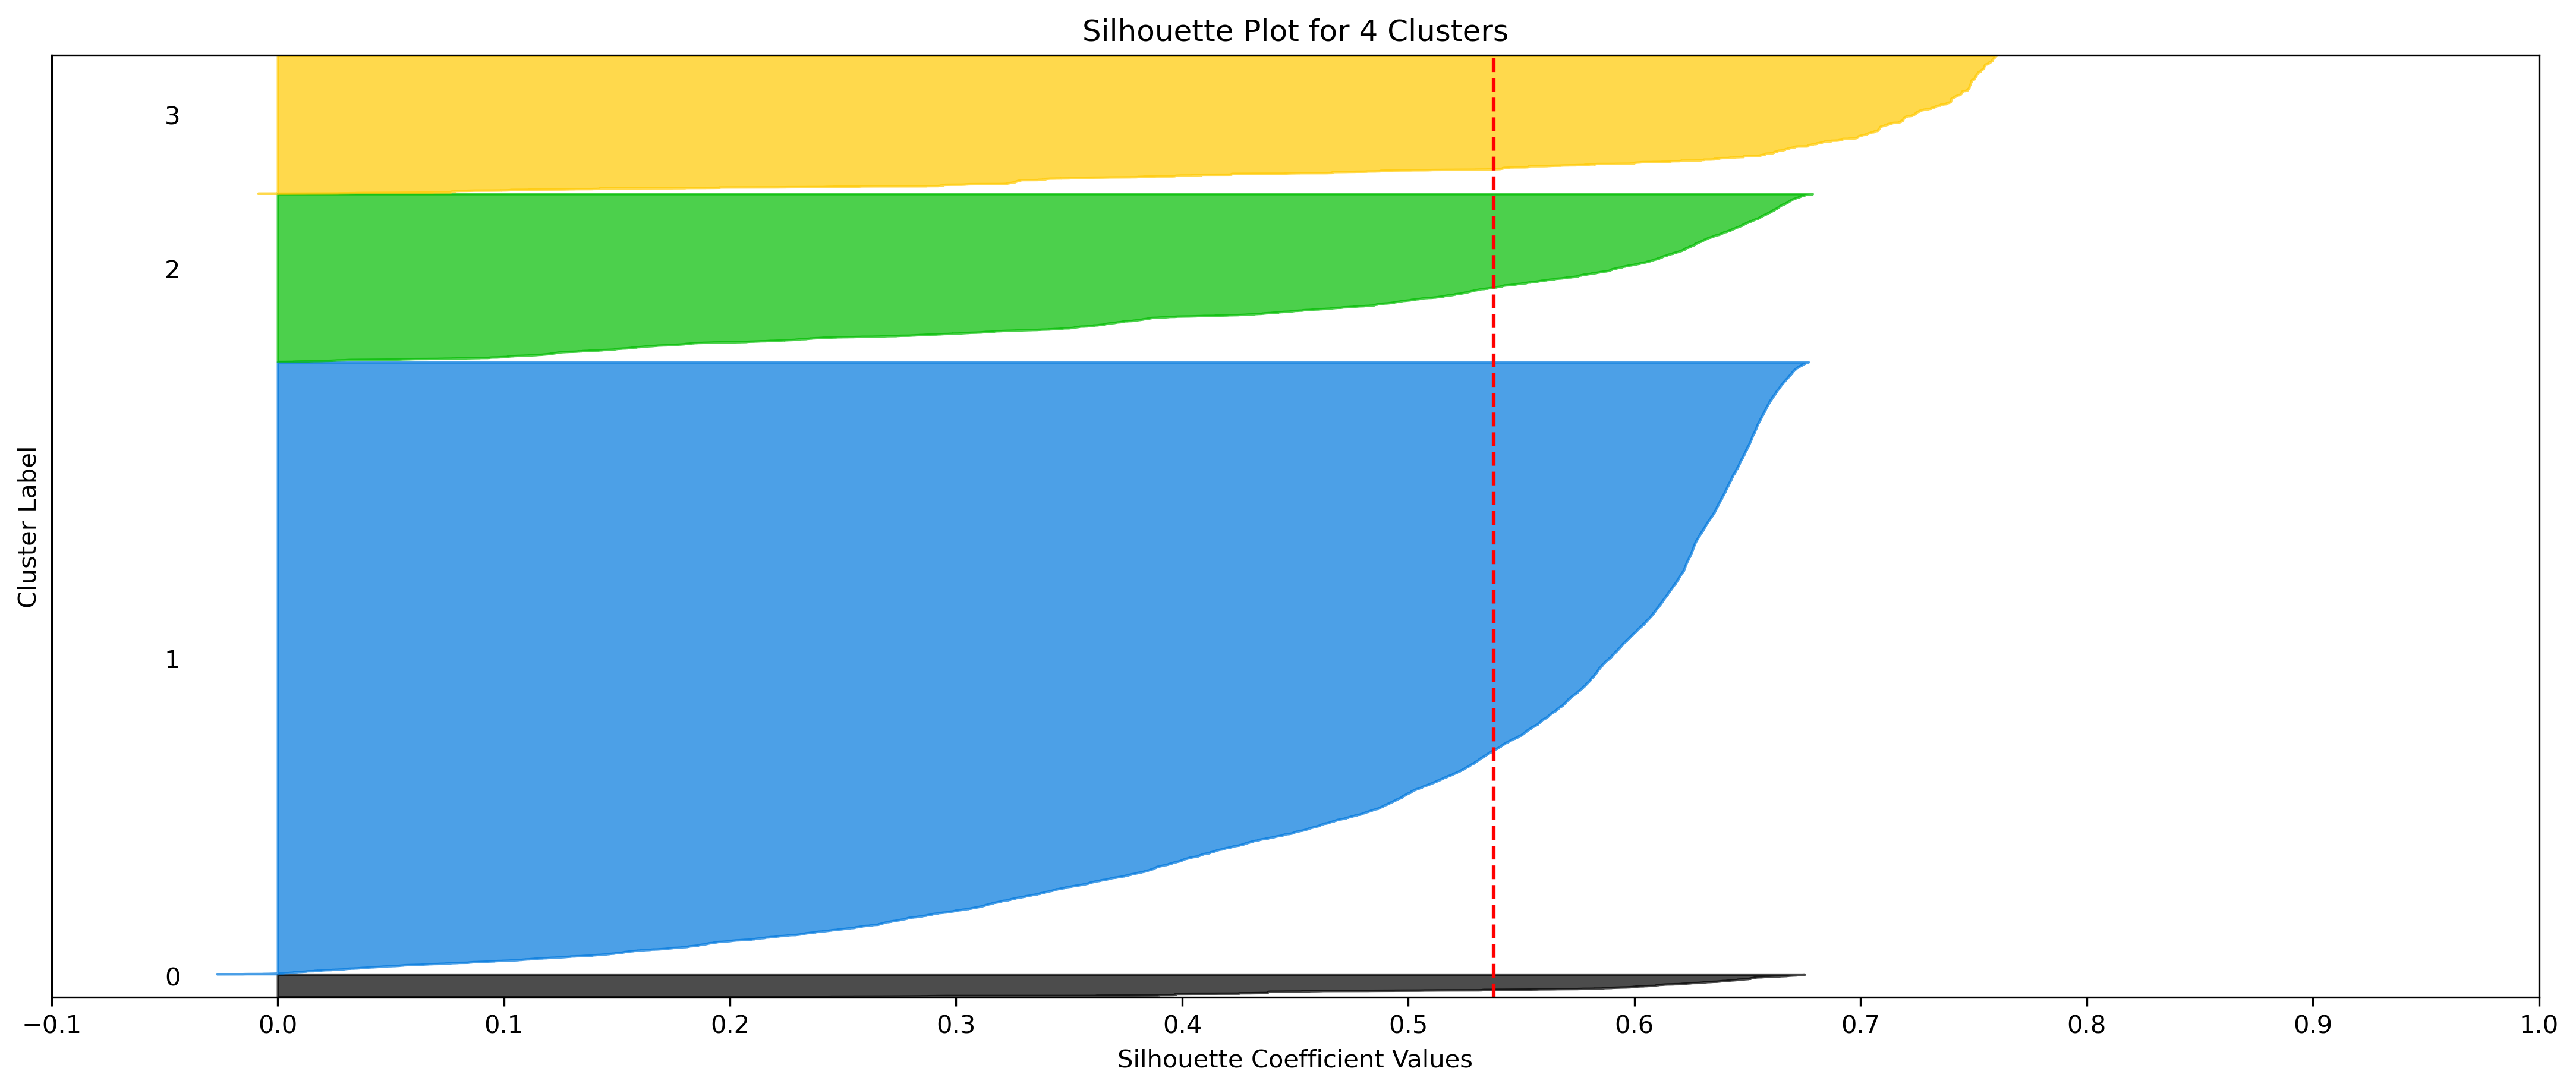 Silhouette Plot for 4 Clusters
3
2
1
0
Cluster Label
−0.1 0.0 0.1 0.2 0.3 0.4 0.5 0.6 0.7 0.8 0.9 1.0
Silhouette Coefficient Values